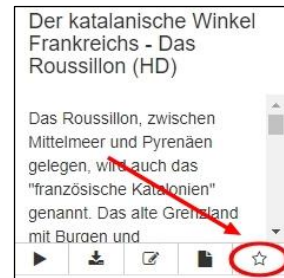 Der katalanische Winkel
Frankreichs - Das
Roussillon (HD)
Das Roussillon, zwischen
Mittelmeer und Pyrenäen
gelegen, wird auch das
"französische Katalonien"
genannt. Das alte Grenzland
mit Burgen und